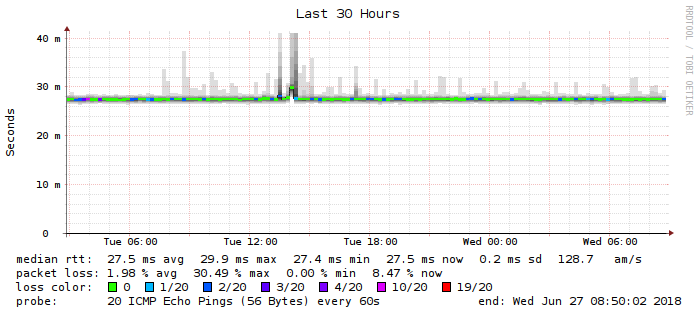 Last 30 Hours
RRDTOOL / TOBI OETIKER
Seconds
40 m
30 m
20 m
10 m
0
Tue 06:00 Tue 12:00 Tue 18:00 Wed 00:00 Wed 06:00
median rtt: 27.5 ms avg 29.9 ms max 27.4 ms min 27.5 ms now 0.2 ms sd 128.7 am/s
packet loss: 1.98 % avg 30.49 % max 0.00 % min 8.47 % now
loss color: 0 1/20 2/20 3/20 4/20 10/20 19/20
probe: 20 ICMP Echo Pings (56 Bytes) every 60s end: Wed Jun 27 08:50:02 2018